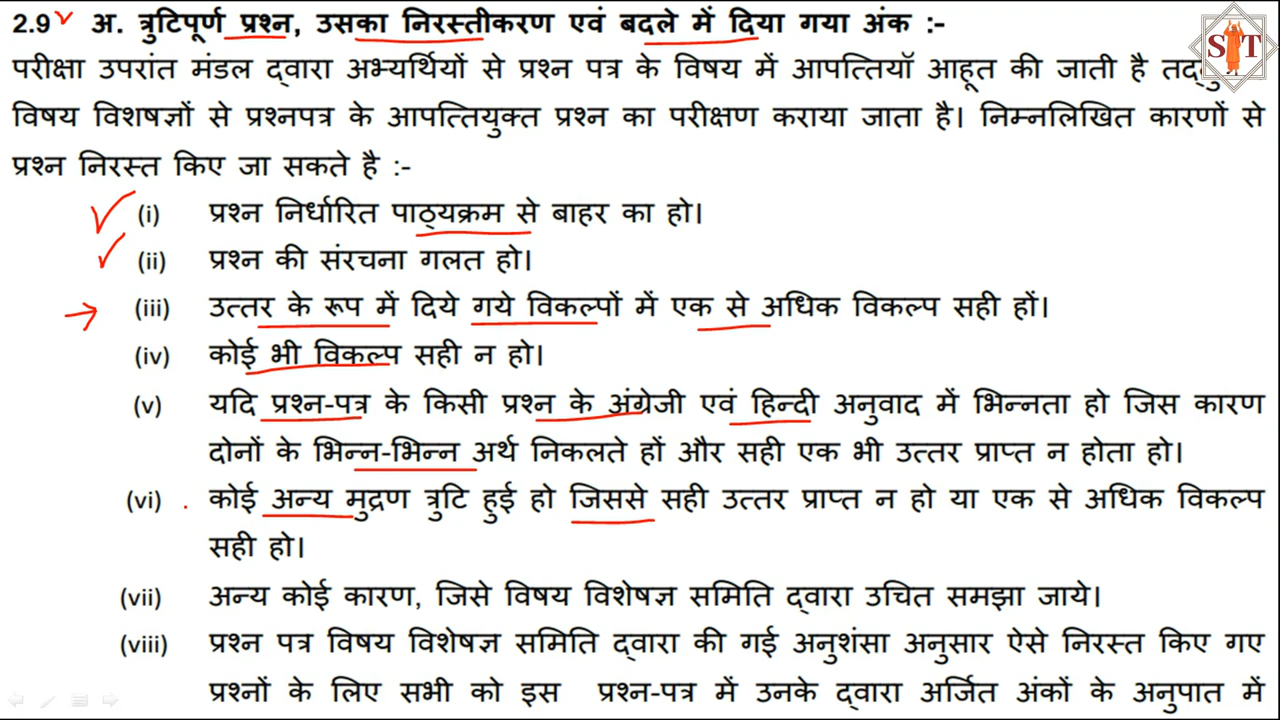 2.9 अ. त्रुटिपूर्ण प्रश्न, उसका निरस्तीकरण एवं बदले में दिया गया अंक :-
S T
परीक्षा उपरांत मंडल द्वारा अभ्यर्थियों से प्रश्न पत्र के विषय में आपत्तियाॅ आहूत की जाती है
विषय विशषज्ञों से प्रश्नपत्र के आपत्तियुक्त प्रश्न का परीक्षण कराया जाता है। निम्नलिखित कारणों से
प्रश्न निरस्त किए जा सकते है :-
(i) प्रश्न निर्धारित पाठ्यक्रम से बाहर का हो।
(ii) प्रश्न की संरचना गलत हो।
(iii) उत्तर के रूप में दिये गये विकल्पों में एक से अधिक विकल्प सही हों।
(iv) कोई भी विकल्प सही न हो।
(v) यदि प्रश्न-पत्र के किसी प्रश्न के अंग्रेजी एवं हिन्दी अनुवाद में भिन्नता हो जिस कारण
दोनों के भिन्न-भिन्न अर्थ निकलते हों और सही एक भी उत्तर प्राप्त न होता हो।
(vi) कोई अन्य मुद्रण त्रुटि हुई हो जिससे सही उत्तर प्राप्त न हो या एक से अधिक विकल्प
सही हो।
(vii) अन्य कोई कारण, जिसे विषय विशेषज्ञ समिति द्वारा उचित समझा जाये।
(viii) प्रश्न पत्र विषय विशेषज्ञ समिति द्वारा की गई अनुशंसा अनुसार ऐसे निरस्त किए गए
प्रश्नों के लिए सभी को इस प्रश्न-पत्र में उनके द्वारा अर्जित अंकों के अनुपात में